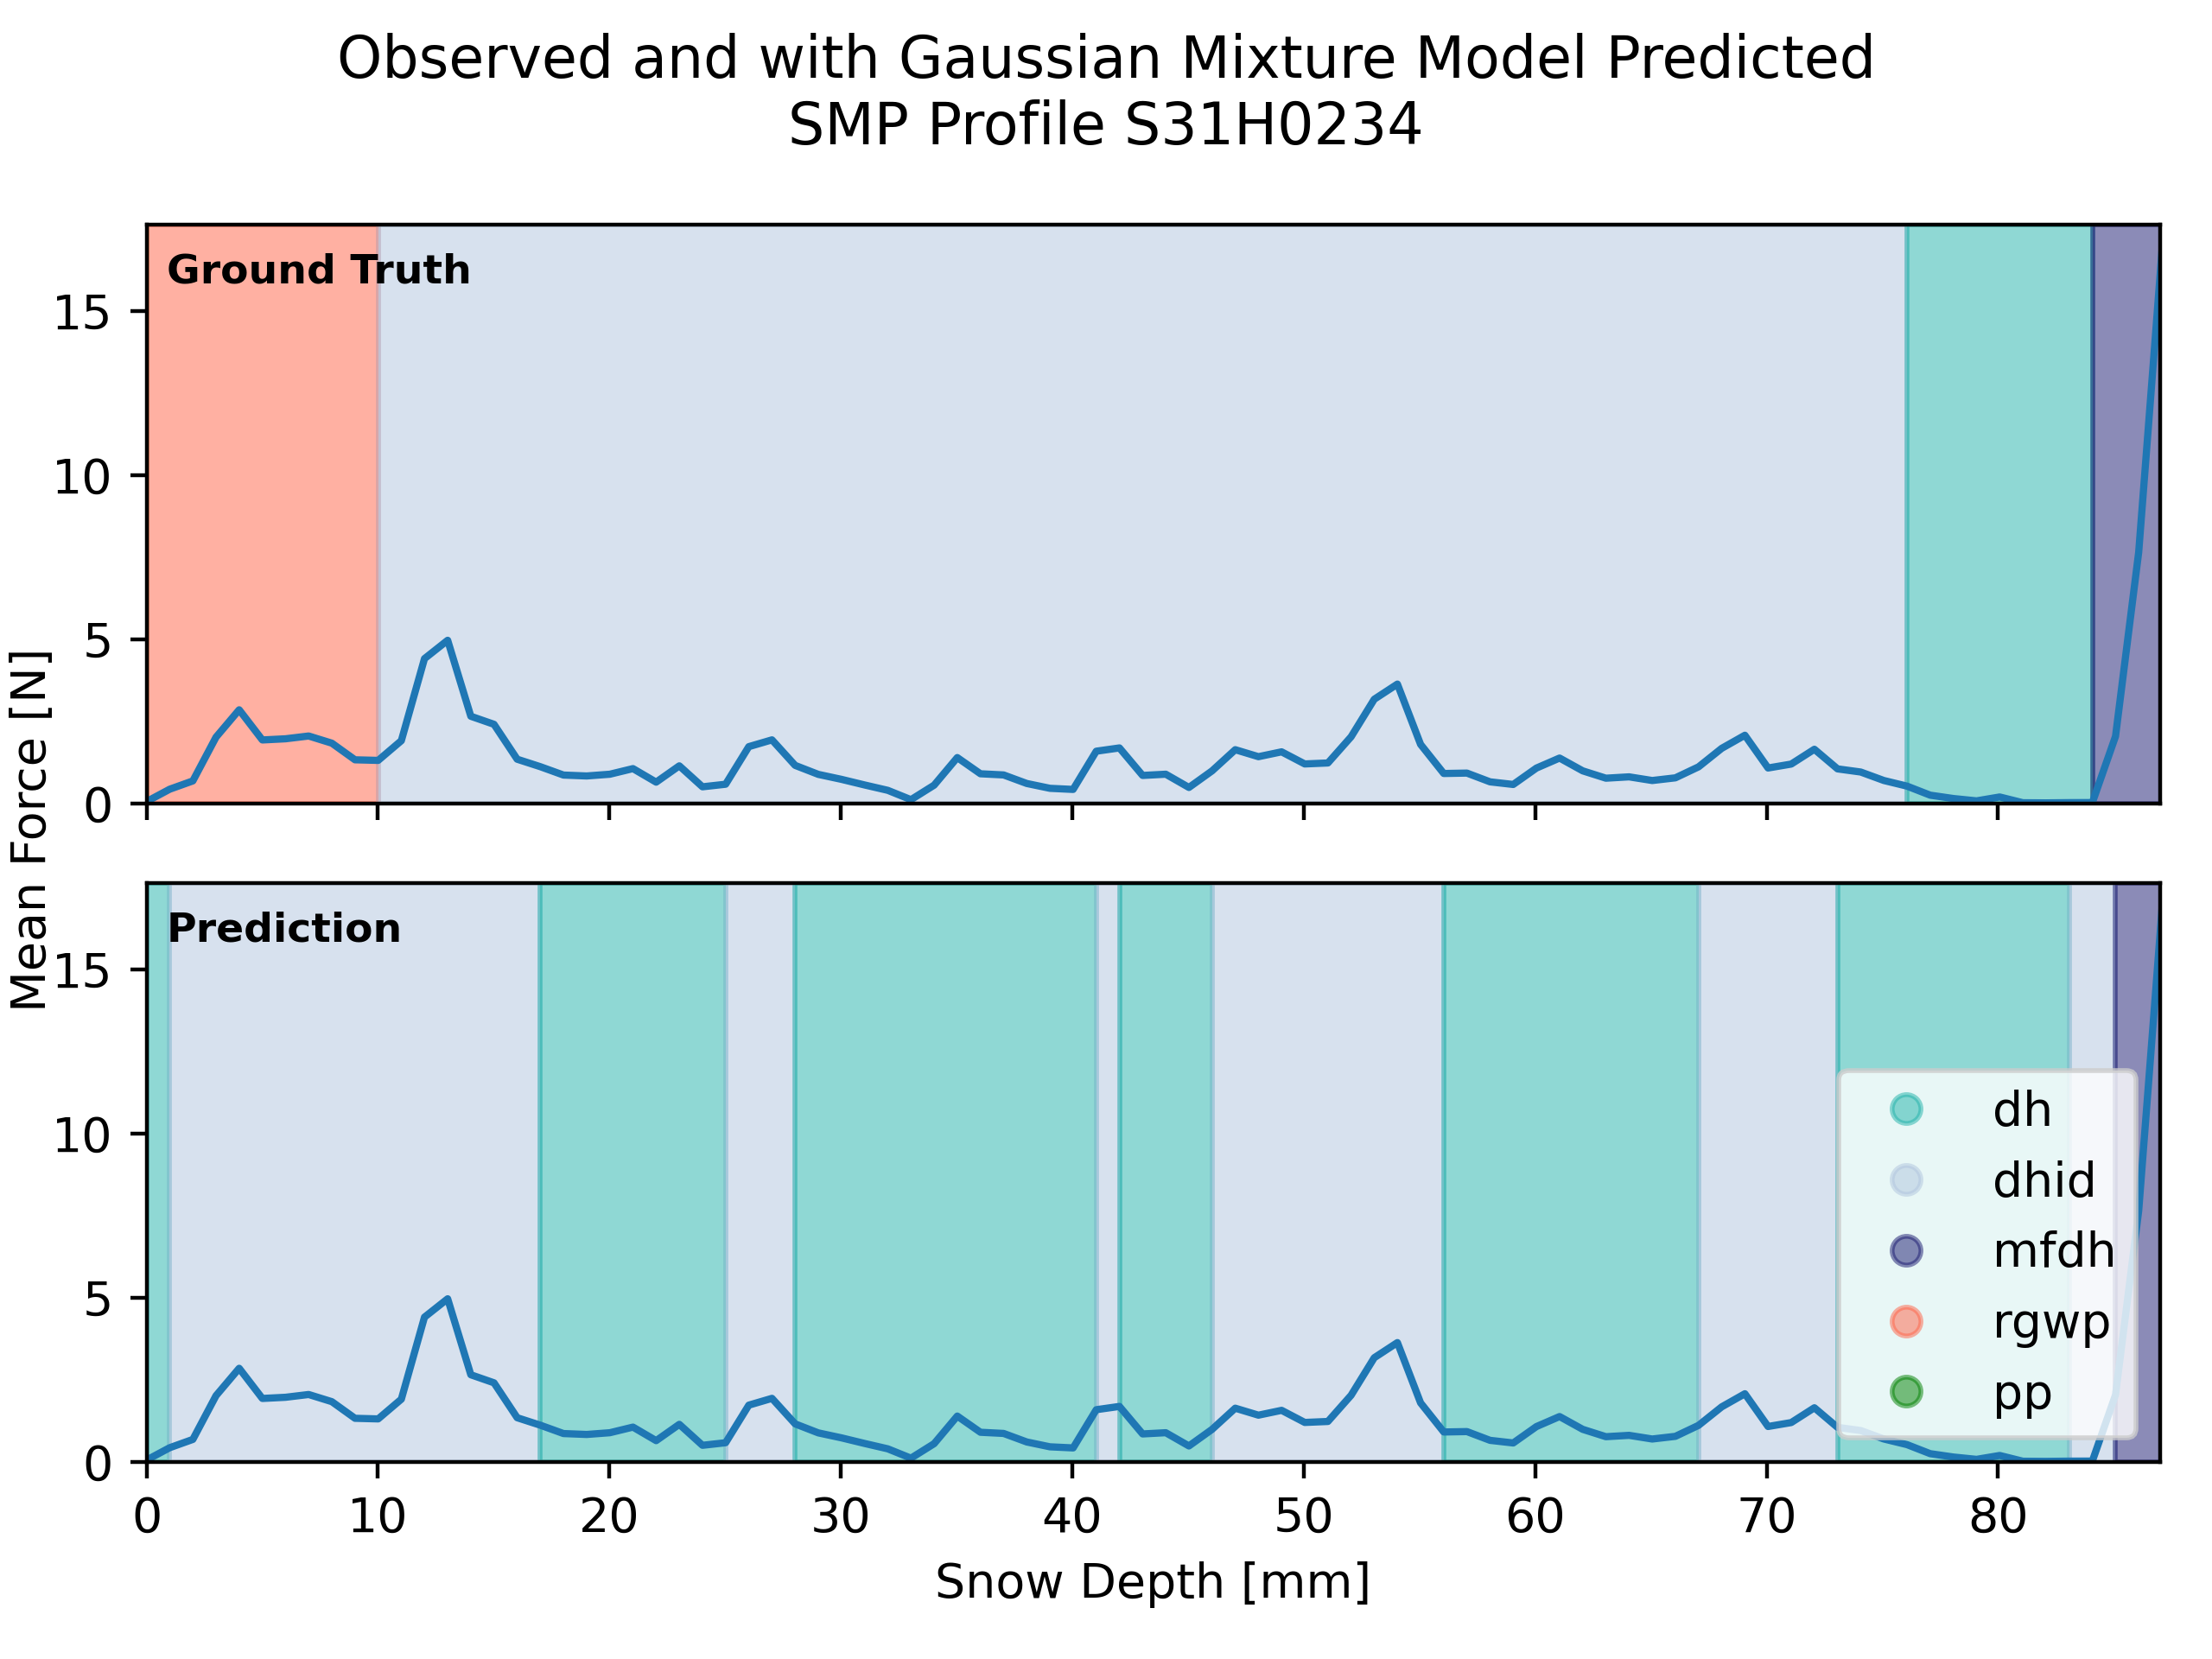 Observed and with Gaussian Mixture Model Predicted
SMP Profile S31H0234
Ground Truth
15
10
5
0
Mean Force [N]
Prediction
15
10
5
0
dh
dhid
mfdh
rgwp
pp
0 10 20 30 40 50 60 70 80
Snow Depth [mm]